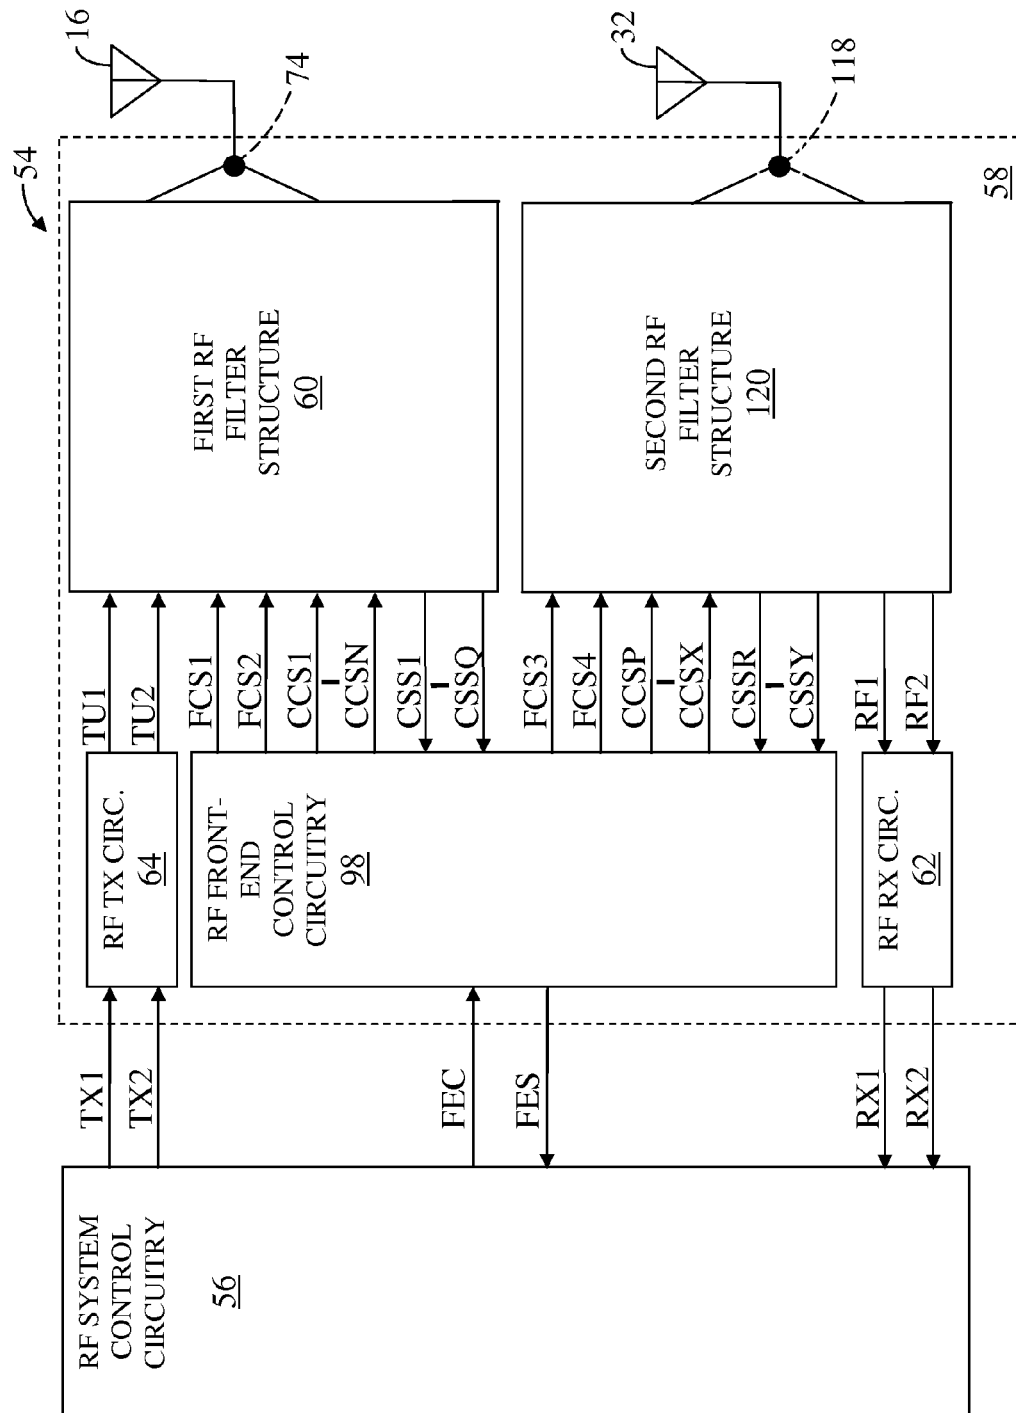 54
16
74
32
118
58
FIRST RF
FILTER
STRUCTURE
60
SECOND RF
FILTER
STRUCTURE
120
TU1
TU2
FCS1
FCS2
CCS1
CCSN
CSS1
CSSQ
FCS3
FCS4
CCSP
CCSX
CSSR
CSSY
RF1
RF2
RF TX CIRC.
64
RF FRONT-
END
CONTROL
CIRCUITRY
98
RF RX CIRC.
62
TX1
TX2
FEC
FES
RX1
RX2
RF SYSTEM
CONTROL
CIRCUITRY
56